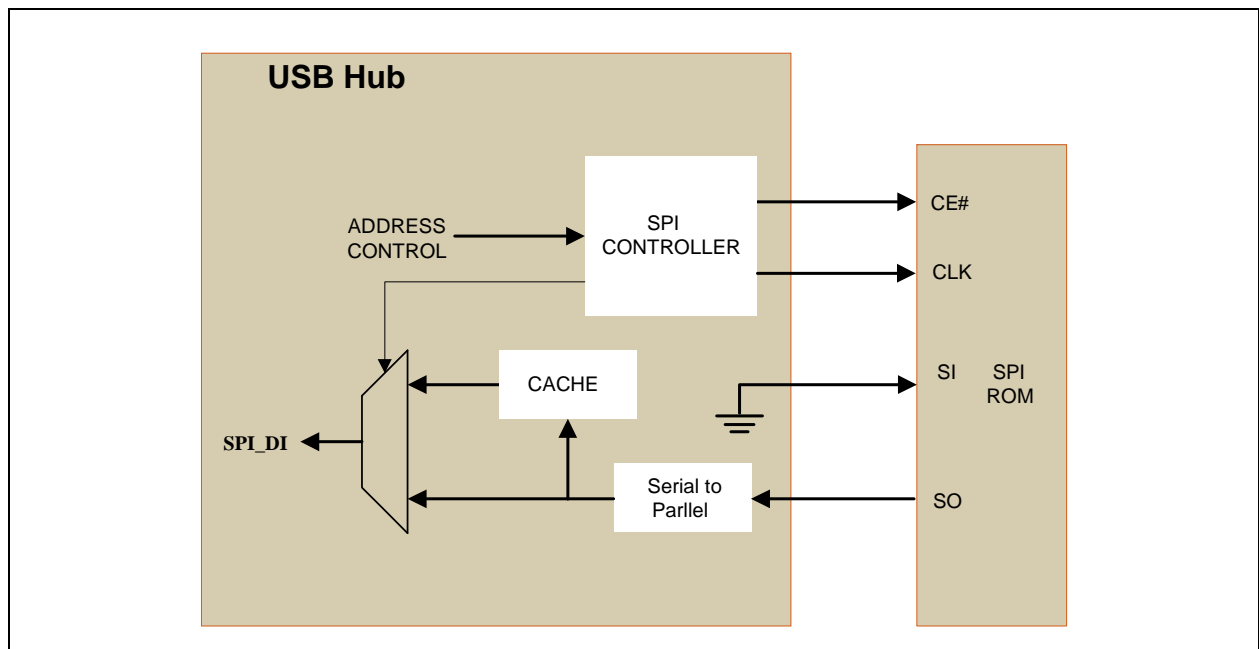 USB Hub
ADDRESS
CONTROL
SPI
CONTROLLER
CE#
CLK
CACHE
SI SPI
ROM
SPI_DI
Serial to
Parllel
SO